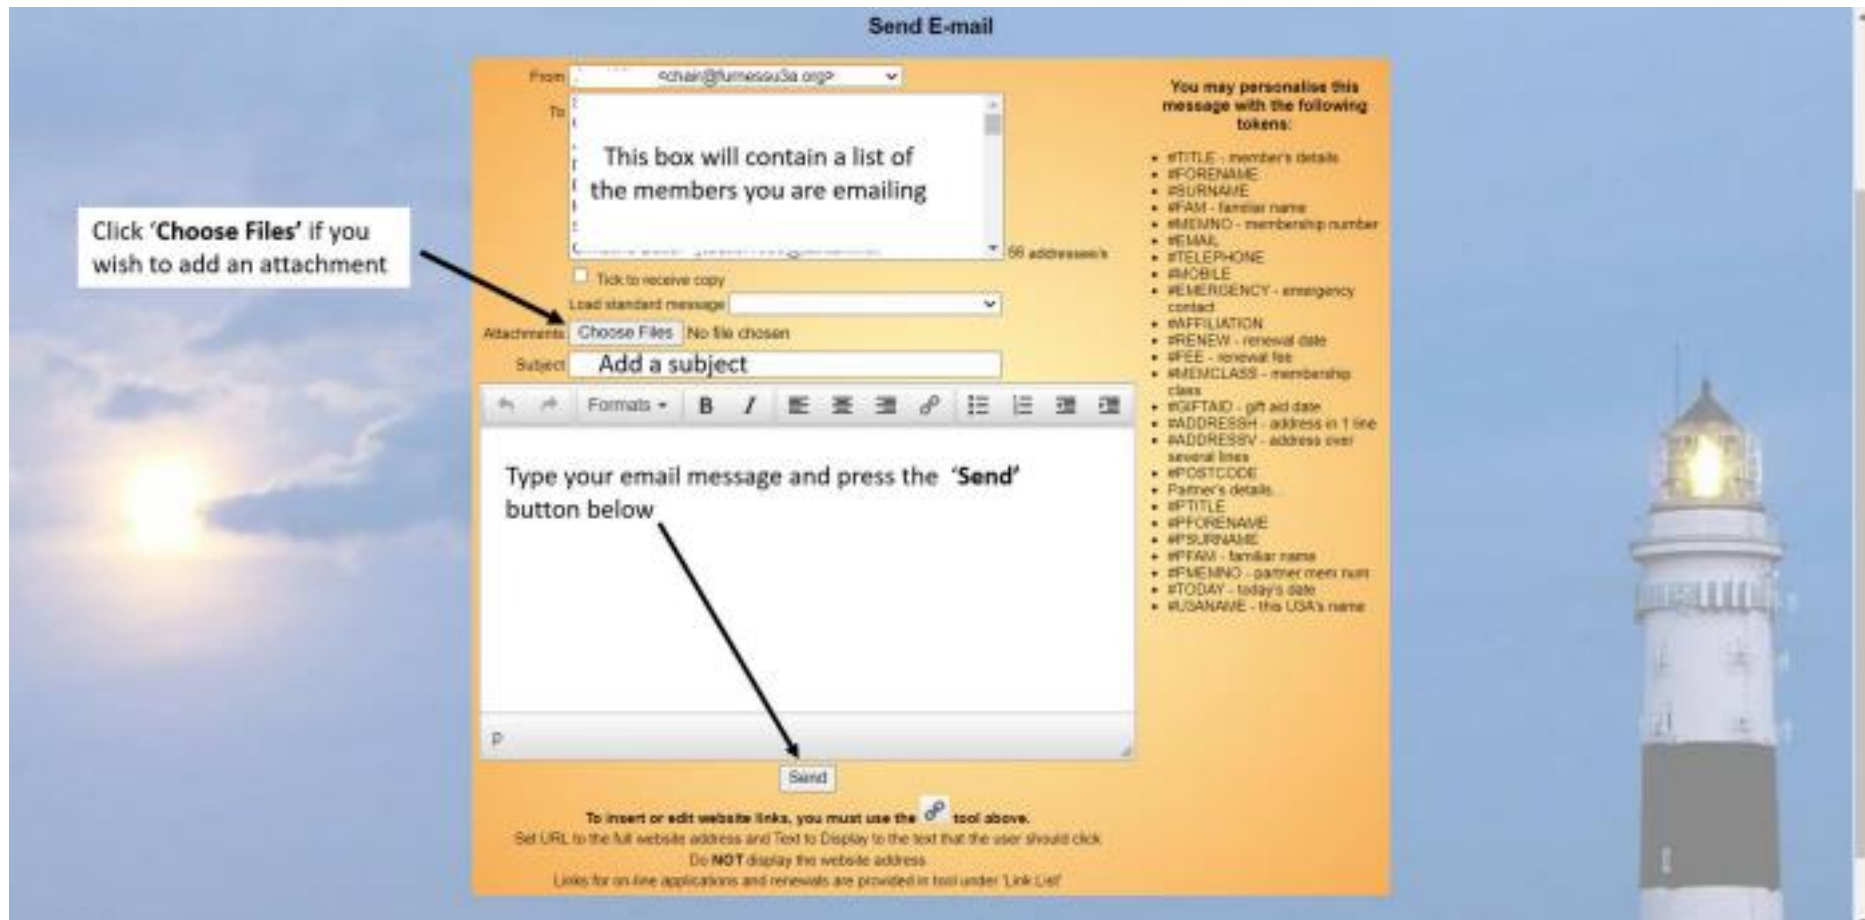 Send E-mail
From <chair@furnessu3a.org>
To
This box will contain a list of
the members you are emailing
56 addressee/s
Click ‘Choose Files’ if you
wish to add an attachment
Tick to receive copy
Load standard message
Attachments Choose Files No file chosen
Subject Add a subject
Formats B I
Type your email message and press the ‘Send’
button below
p
Send
To insert or edit website links, you must use the tool above.
Set URL to the full website address and Text to Display to the text that the user should click
Do NOT display the website address
Links for on-line applications and renewals are provided in tool under 'Link List'
You may personalise this
message with the following
tokens:
#TITLE - member's details
#FORENAME
#SURNAME
#FAM - familiar name
#MEMNO - membership number
#EMAIL
#TELEPHONE
#MOBILE
#EMERGENCY - emergency
contact
#AFFILIATION
#RENEW - renewal date
#FEE - renewal fee
#MEMCLASS - membership
class
#GIFTAID - gift aid date
#ADDRESSH - address in 1 line
#ADDRESSV - address over
several lines
#POSTCODE
Partner's details...
#PTITLE
#PFORENAME
#PSURNAME
#PFAM - familiar name
#PMEMNO - partner mem num
#TODAY - today's date
#U3ANAME - this U3A's name